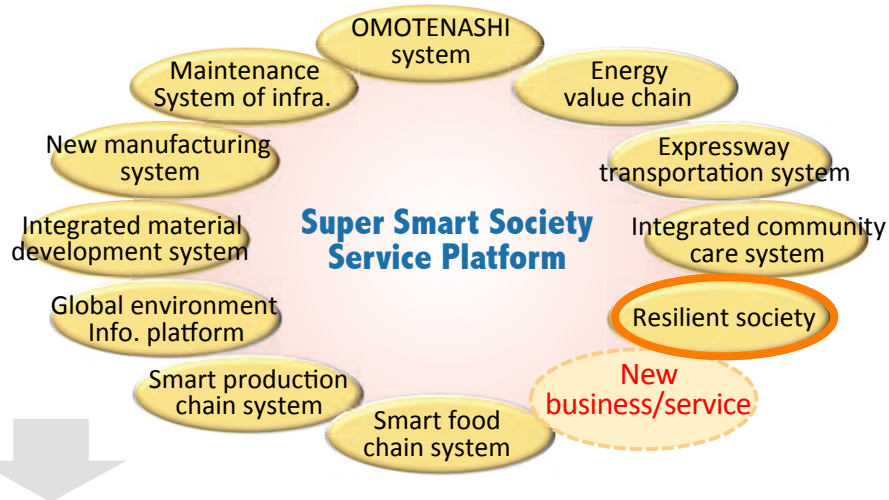 OMOTENASHI
system
Energy
value chain
Expressway
transportation system
Integrated community
care system
Resilient society
New
business/service
Smart food
chain system
Smart production
chain system
Global environment
Info. platform
Integrated material
development system
New manufacturing
system
Maintenance
System of infra.
Super Smart Society
Service Platform